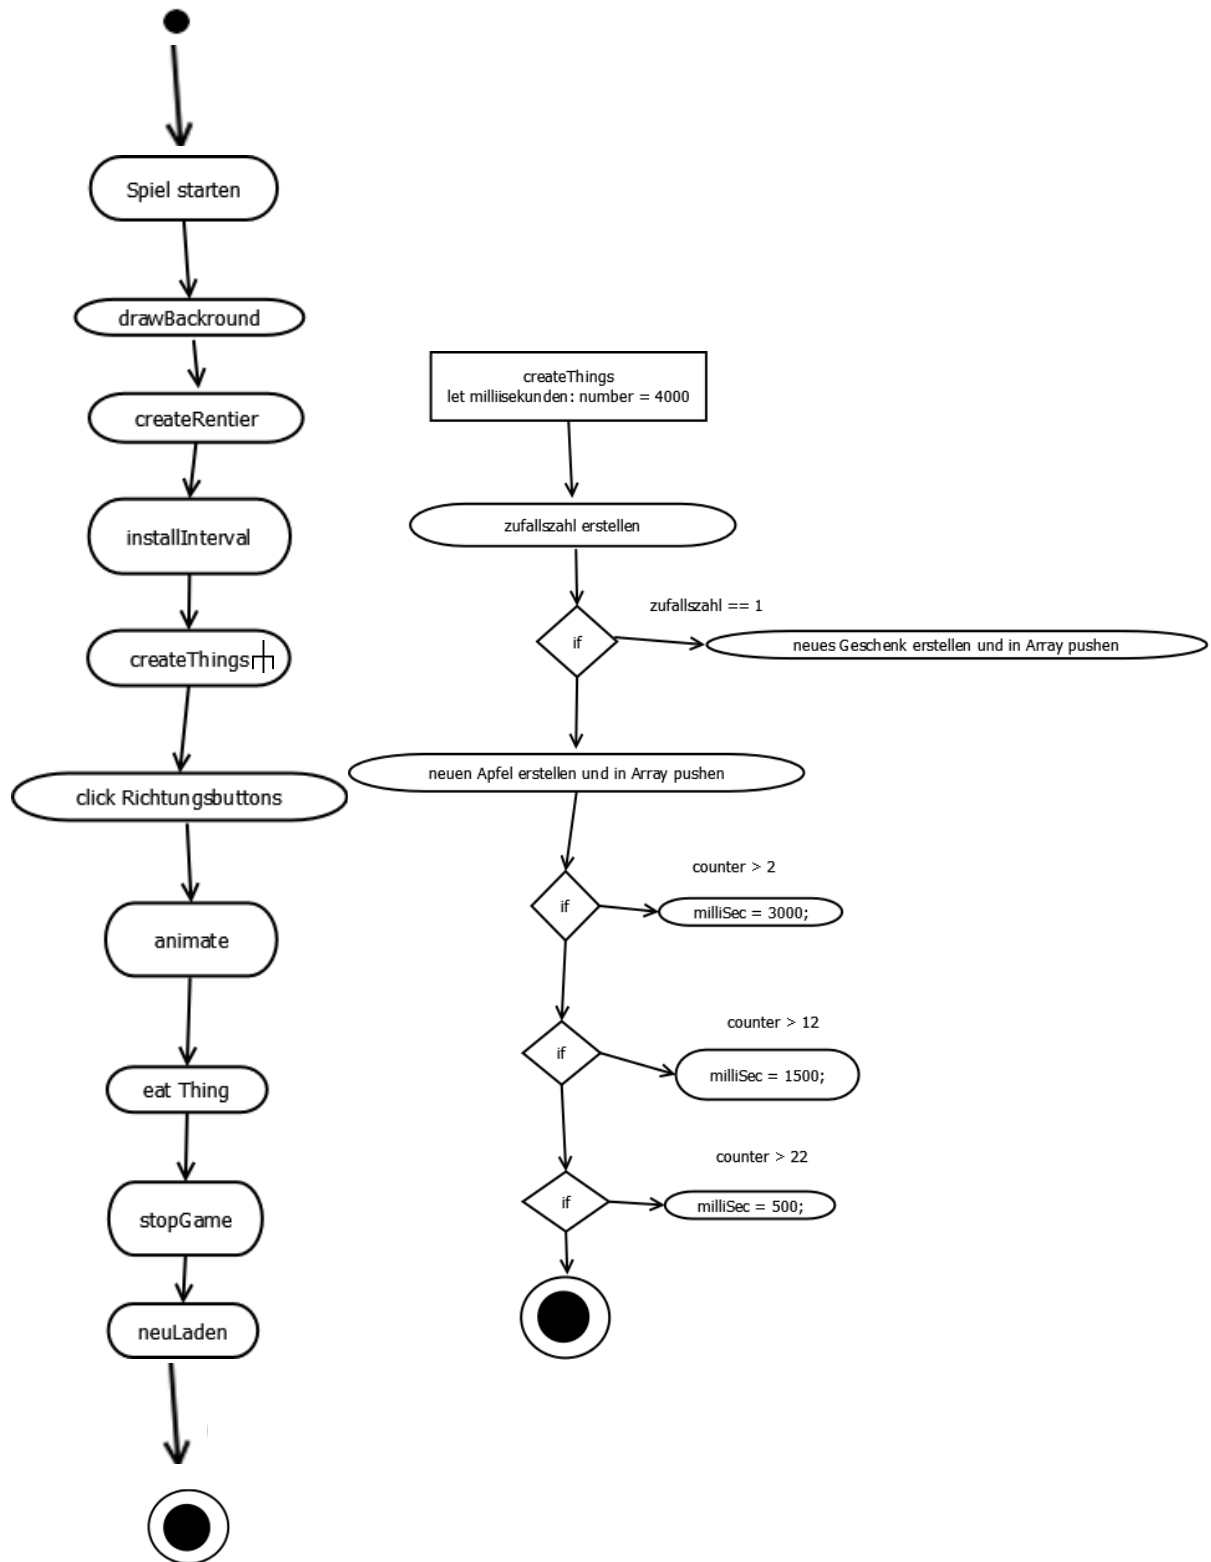 Spiel starten
drawBackround
createRentier
installInterval
createThings
click Richtungsbuttons
animate
eat Thing
stopGame
neuLaden
createThings
let milliisekunden: number = 4000
zufallszahl erstellen
if
zufallszahl == 1
neues Geschenk erstellen und in Array pushen
neuen Apfel erstellen und in Array pushen
if
counter > 2
milliSec = 3000;
if
counter > 12
milliSec = 1500;
if
counter > 22
milliSec = 500;